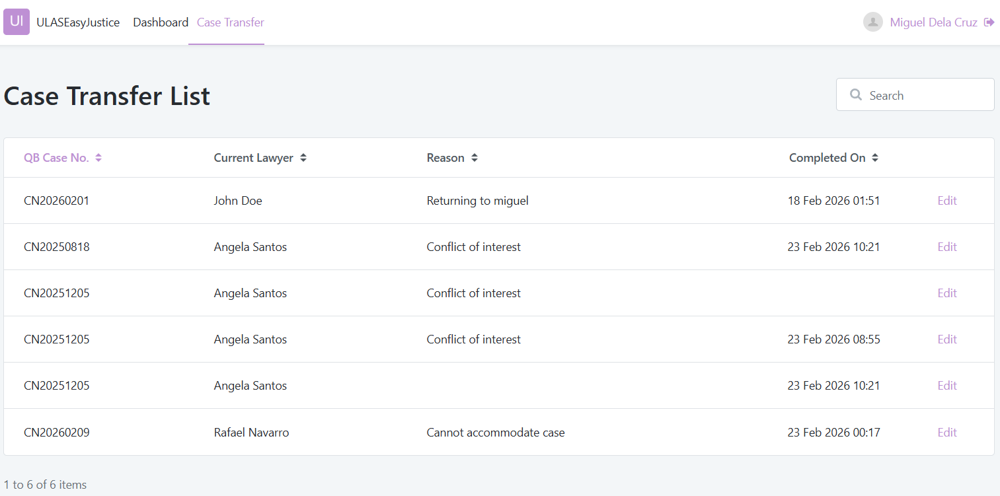 UI ULASEasyJustice Dashboard Case Transfer Miguel Dela Cruz
Case Transfer List
Search
QB Case No. Current Lawyer Reason Completed On
CN20260201 John Doe Returning to miguel 18 Feb 2026 01:51 Edit
CN20250818 Angela Santos Conflict of interest 23 Feb 2026 10:21 Edit
CN20251205 Angela Santos Conflict of interest Edit
CN20251205 Angela Santos Conflict of interest 23 Feb 2026 08:55 Edit
CN20251205 Angela Santos 23 Feb 2026 10:21 Edit
CN20260209 Rafael Navarro Cannot accommodate case 23 Feb 2026 00:17 Edit
1 to 6 of 6 items